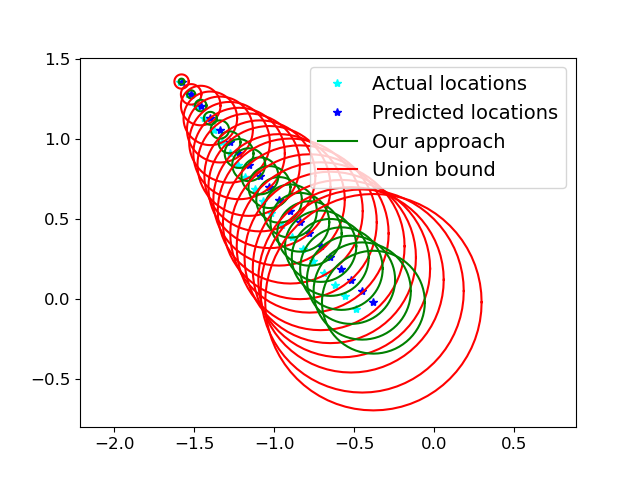 1.5
1.0
0.5
0.0
−0.5
−2.0 −1.5 −1.0 −0.5 0.0 0.5
Actual locations
Predicted locations
Our approach
Union bound